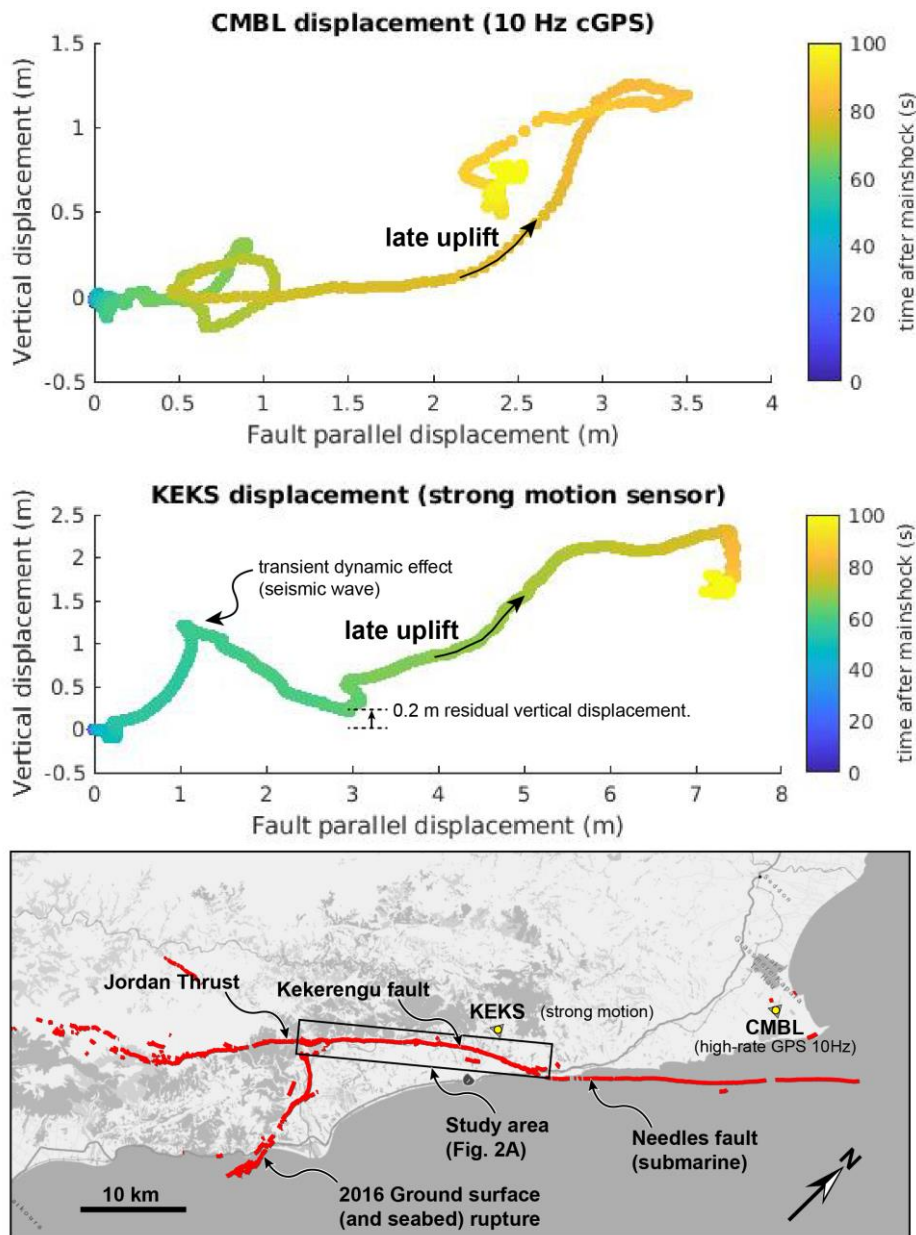 CMBL displacement (10 Hz cGPS)
1.5
1
0.5
0
-0.5
Vertical displacement (m)
late uplift
0
0.5
1
1.5
2
2.5
3
3.5
4
Fault parallel displacement (m)
100
80
60
40
20
0
time after mainshock (s)
KEKS displacement (strong motion sensor)
2.5
2
1.5
1
0.5
0
-0.5
Vertical displacement (m)
transient dynamic effect
(seismic wave)
late uplift
0.2 m residual vertical displacement.
0
1
2
3
4
5
6
7
8
Fault parallel displacement (m)
100
80
60
40
20
0
time after mainshock (s)
Jordan Thrust
Kekerengu fault
KEKS (strong motion)
CMBL
(high-rate GPS 10Hz)
Study area
(Fig. 2A)
Needles fault
(submarine)
2016 Ground surface
(and seabed) rupture
10 km
N